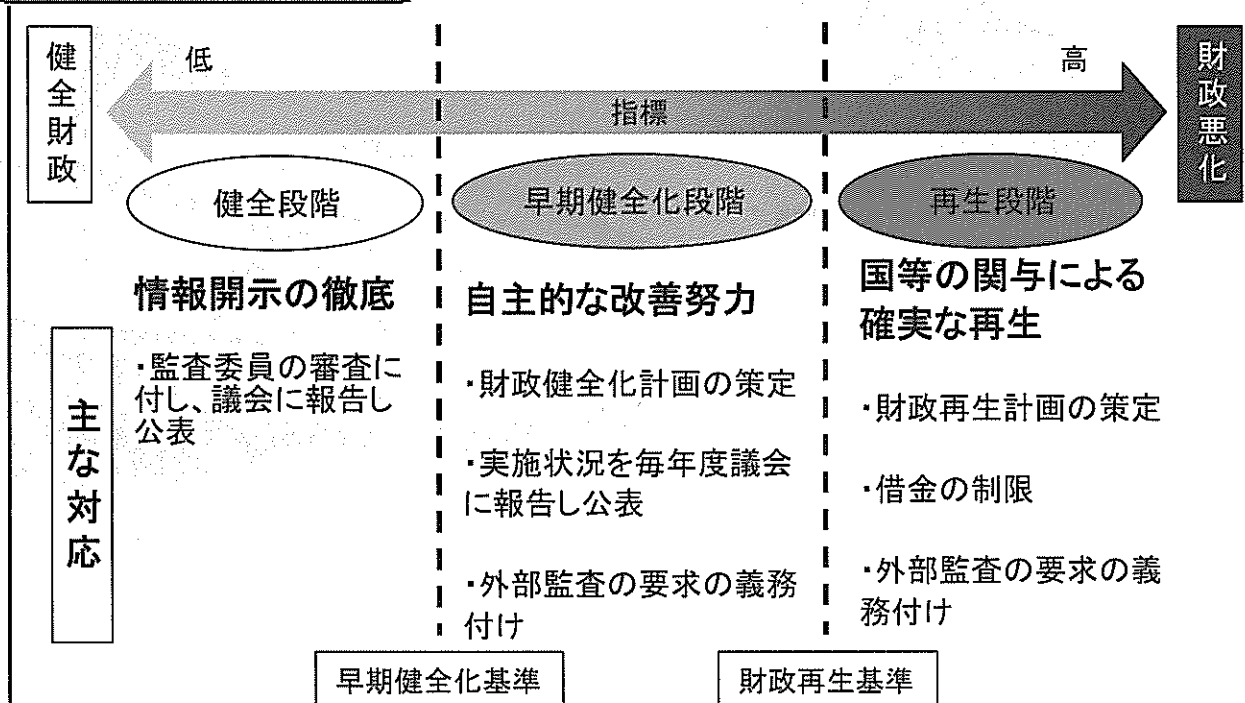 健全財政
低
高
指標
財政悪化
健全段階
早期健全化段階
再生段階
情報開示の徹底
自主的な改善努力
国等の関与による
確実な再生
主な対応
・監査委員の審査に
付し、議会に報告し
公表
・財政健全化計画の策定
・実施状況を毎年度議会
に報告し公表
・外部監査の要求の義務
付け
・財政再生計画の策定
・借金の制限
・外部監査の要求の義
務付け
早期健全化基準
財政再生基準